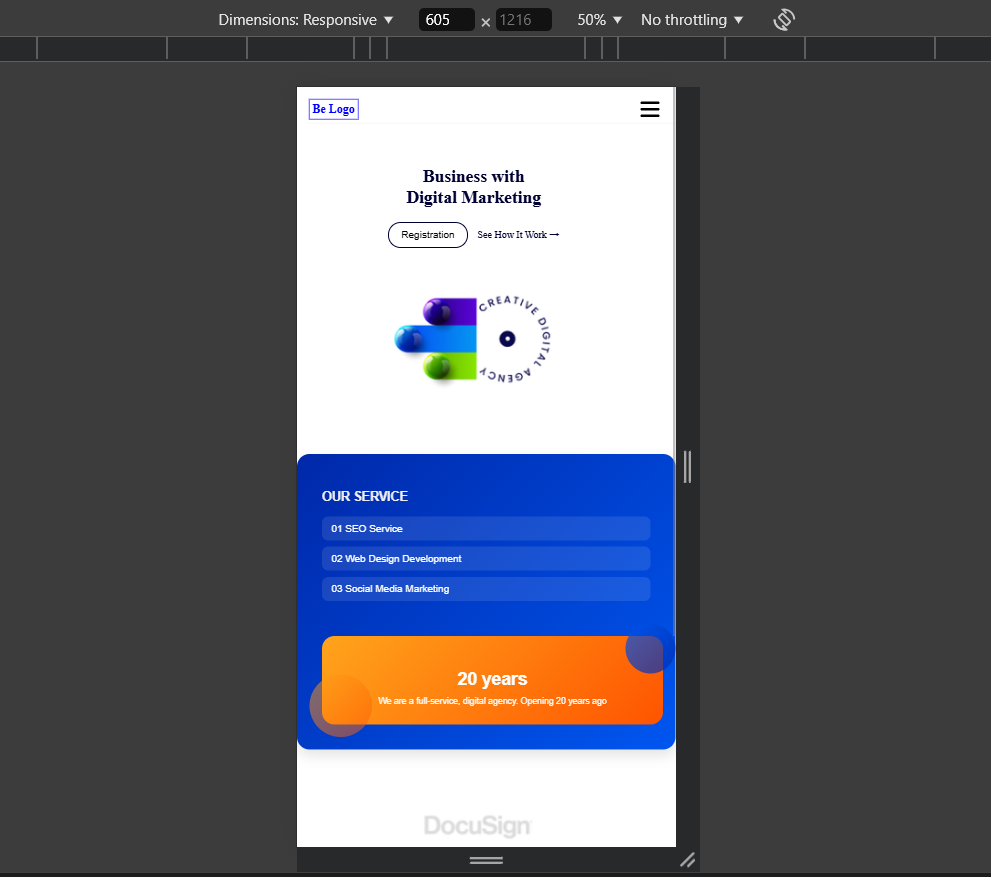 Dimensions: Responsive ▼ 605 × 1216 50% ▼ No throttling ▼
Be Logo
Business with
Digital Marketing
Registration See How It Work →
CREATIVE DIGITAL AGENCY
OUR SERVICE
01 SEO Service
02 Web Design Development
03 Social Media Marketing
20 years
We are a full-service, digital agency. Opening 20 years ago
DocuSign